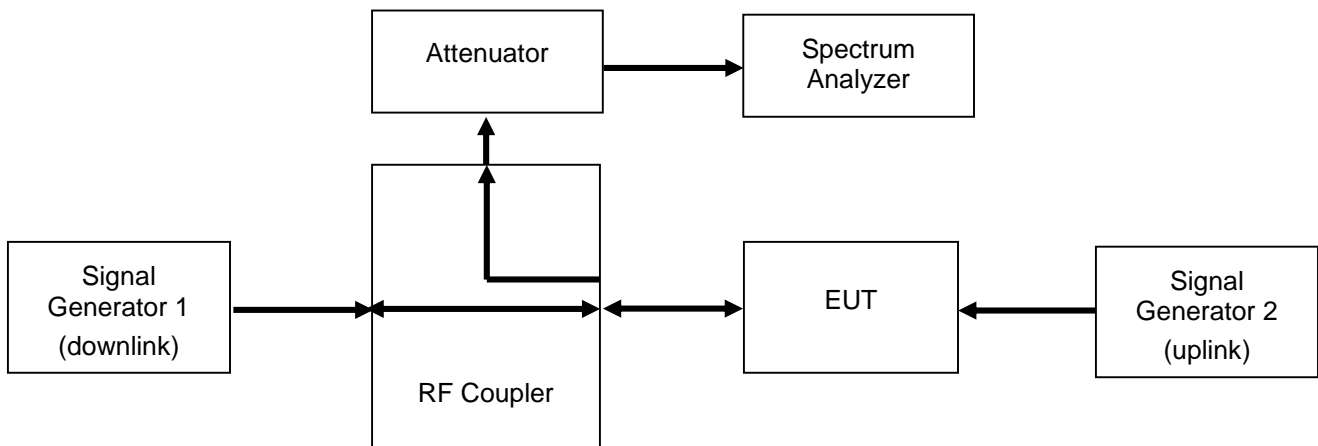 Attenuator
Spectrum
Analyzer
Signal
Generator 1
(downlink)
RF Coupler
EUT
Signal
Generator 2
(uplink)